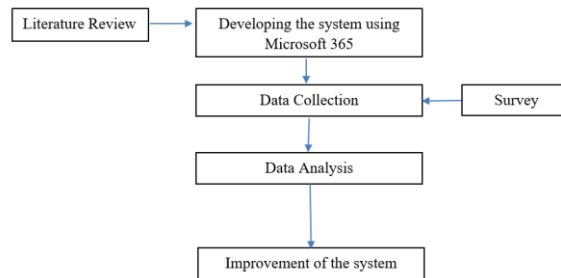 Literature Review
Developing the system using
Microsoft 365
Data Collection
Survey
Data Analysis
Improvement of the system